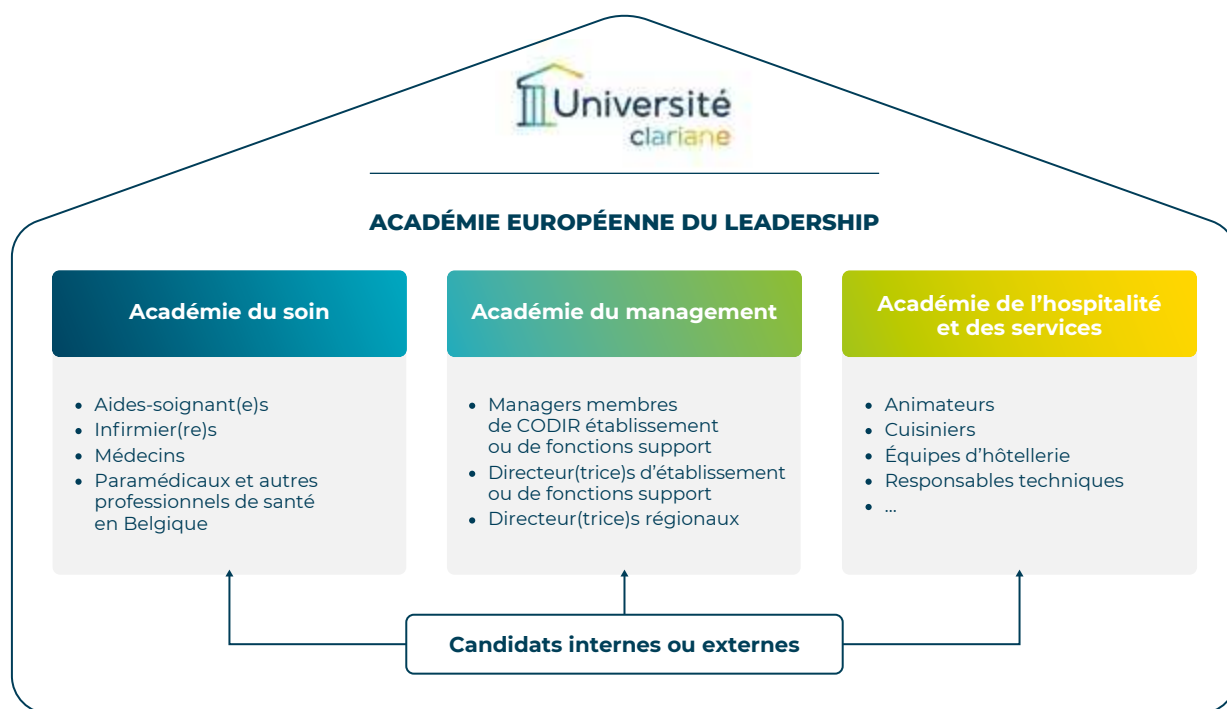 Université
clariane
ACADÉMIE EUROPÉENNE DU LEADERSHIP
Académie du soin
• Aides-soignant(e)s
• Infirmier(re)s
• Médecins
• Paramédicaux et autres
professionnels de santé
en Belgique
Académie du management
• Managers membres
de CODIR établissement
ou de fonctions support
• Directeur(trice)s d’établissement
ou de fonctions support
• Directeur(trice)s régionaux
Académie de l’hospitalité
et des services
• Animateurs
• Cuisiniers
• Équipes d’hôtellerie
• Responsables techniques
• ...
Candidats internes ou externes